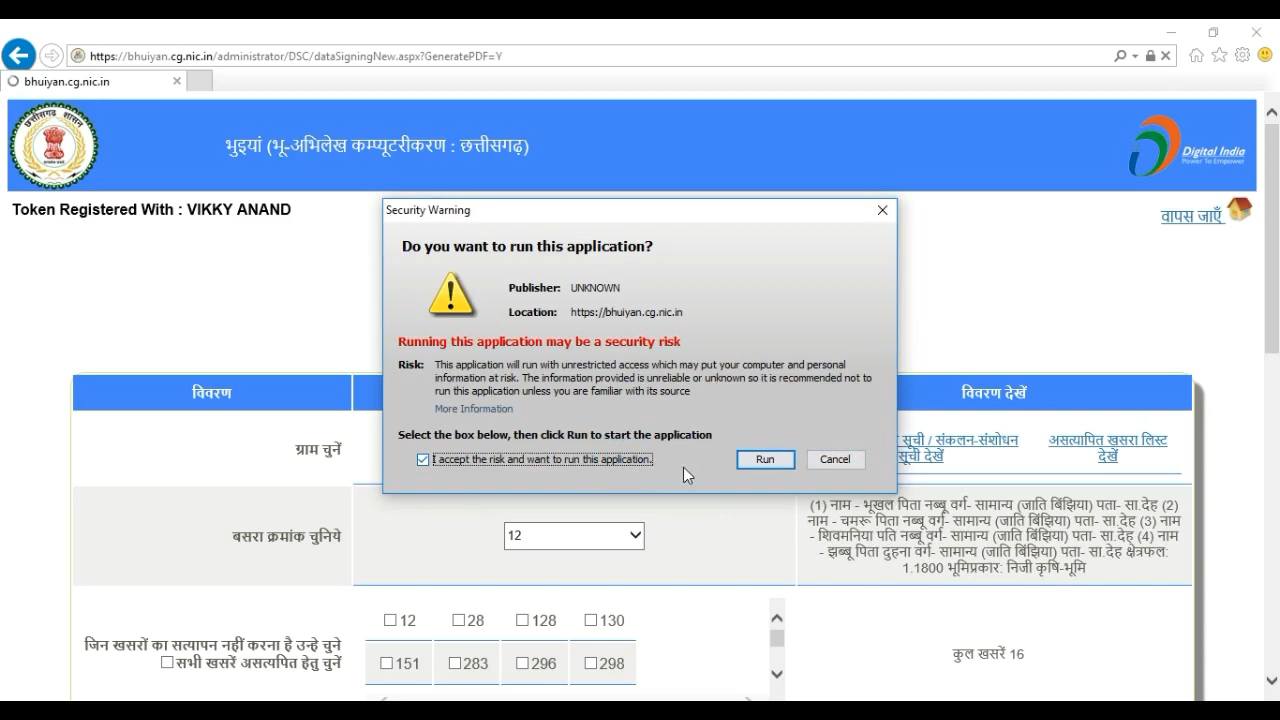 https://bhuiyan.cg.nic.in/administrator/DSC/dataSigningNew.aspx?GeneratePDF=Y
bhuiyan.cg.nic.in
छत्तीसगढ़ शासन
भुइयां (भू-अभिलेख कम्प्यूटरीकरण : छत्तीसगढ़)
Digital India
Power To Empower
Token Registered With : VIKKY ANAND
वापस जाएँ
Security Warning
Do you want to run this application?
Publisher: UNKNOWN
Location: https://bhuiyan.cg.nic.in
Running this application may be a security risk
Risk: This application will run with unrestricted access which may put your computer and personal
information at risk. The information provided is unreliable or unknown so it is recommended not to
run this application unless you are familiar with its source
More Information
Select the box below, then click Run to start the application
I accept the risk and want to run this application.
Run
Cancel
विवरण
विवरण देखें
ग्राम चुनें
सूची / संकलन-संशोधन
सूची देखें
असत्यापित खसरा लिस्ट
देखें
बसरा क्रमांक चुनिये
12
(1) नाम - भूखल पिता नब्बू वर्ग- सामान्य (जाति बिंझिया) पता- सा.देह (2)
नाम - चमरू पिता नब्बू वर्ग- सामान्य (जाति बिंझिया) पता- सा.देह (3) नाम
- शिवमनिया पति नब्बू वर्ग- सामान्य (जाति बिंझिया) पता- सा.देह (4) नाम
- झब्बू पिता दुहना वर्ग- सामान्य (जाति बिंझिया) पता- सा.देह क्षेत्रफल:
1.1800 भूमिप्रकार: निजी कृषि-भूमि
जिन खसरों का सत्यापन नहीं करना है उन्हे चुने
सभी खसरें असत्यपित हेतु चुनें
12 28 128 130
151 283 296 298
कुल खसरें 16